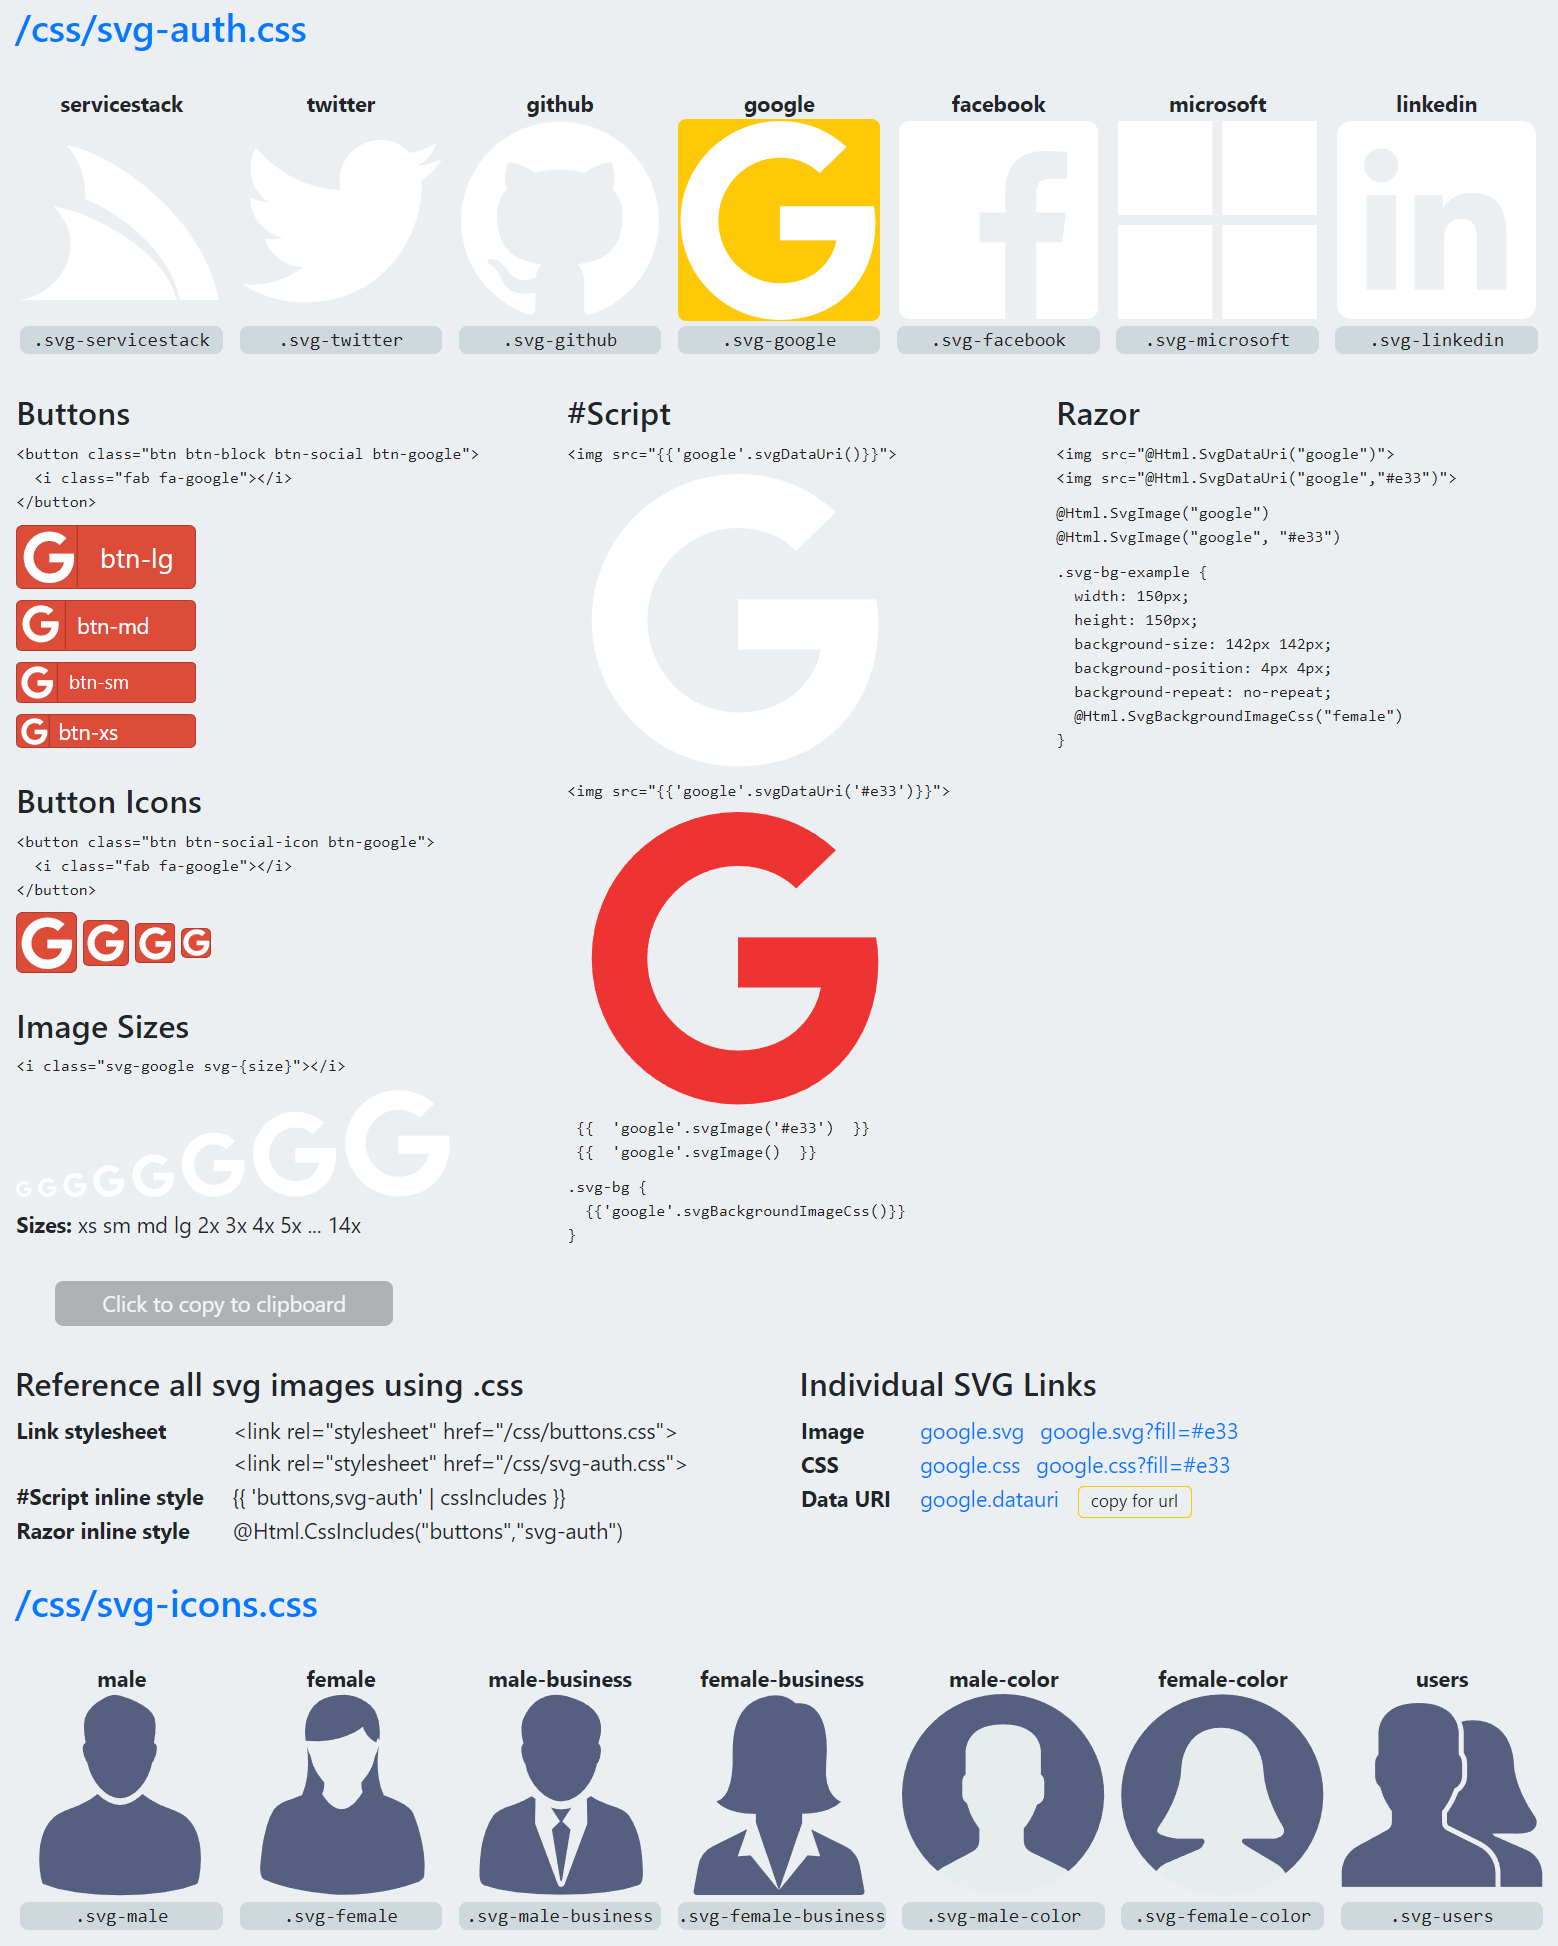 /css/svg-auth.css
servicestack
twitter
github
google
facebook
microsoft
linkedin
.svg-servicestack
.svg-twitter
.svg-github
.svg-google
.svg-facebook
.svg-microsoft
.svg-linkedin
Buttons
<button class="btn btn-block btn-social btn-google">
<i class="fab fa-google"></i>
</button>
btn-lg
btn-md
btn-sm
btn-xs
Button Icons
<button class="btn btn-social-icon btn-google">
<i class="fab fa-google"></i>
</button>
Image Sizes
<i class="svg-google svg-{size}"></i>
Sizes: xs sm md lg 2x 3x 4x 5x ... 14x
Click to copy to clipboard
#Script
<img src="{{'google'.svgDataUri()}}">
<img src="{{'google'.svgDataUri('#e33')}}">
{{  'google'.svgImage('#e33')  }}
{{  'google'.svgImage()  }}
.svg-bg {
{{'google'.svgBackgroundImageCss()}}
}
Razor
<img src="@Html.SvgDataUri("google")">
<img src="@Html.SvgDataUri("google","#e33")">
@Html.SvgImage("google")
@Html.SvgImage("google", "#e33")
.svg-bg-example {
width: 150px;
height: 150px;
background-size: 142px 142px;
background-position: 4px 4px;
background-repeat: no-repeat;
@Html.SvgBackgroundImageCss("female")
}
Reference all svg images using .css
Link stylesheet <link rel="stylesheet" href="/css/buttons.css">
<link rel="stylesheet" href="/css/svg-auth.css">
#Script inline style {{ 'buttons,svg-auth' | cssIncludes }}
Razor inline style @Html.CssIncludes("buttons","svg-auth")
Individual SVG Links
Image google.svg google.svg?fill=#e33
CSS google.css google.css?fill=#e33
Data URI google.datauri copy for url
/css/svg-icons.css
male
female
male-business
female-business
male-color
female-color
users
.svg-male
.svg-female
.svg-male-business
.svg-female-business
.svg-male-color
.svg-female-color
.svg-users